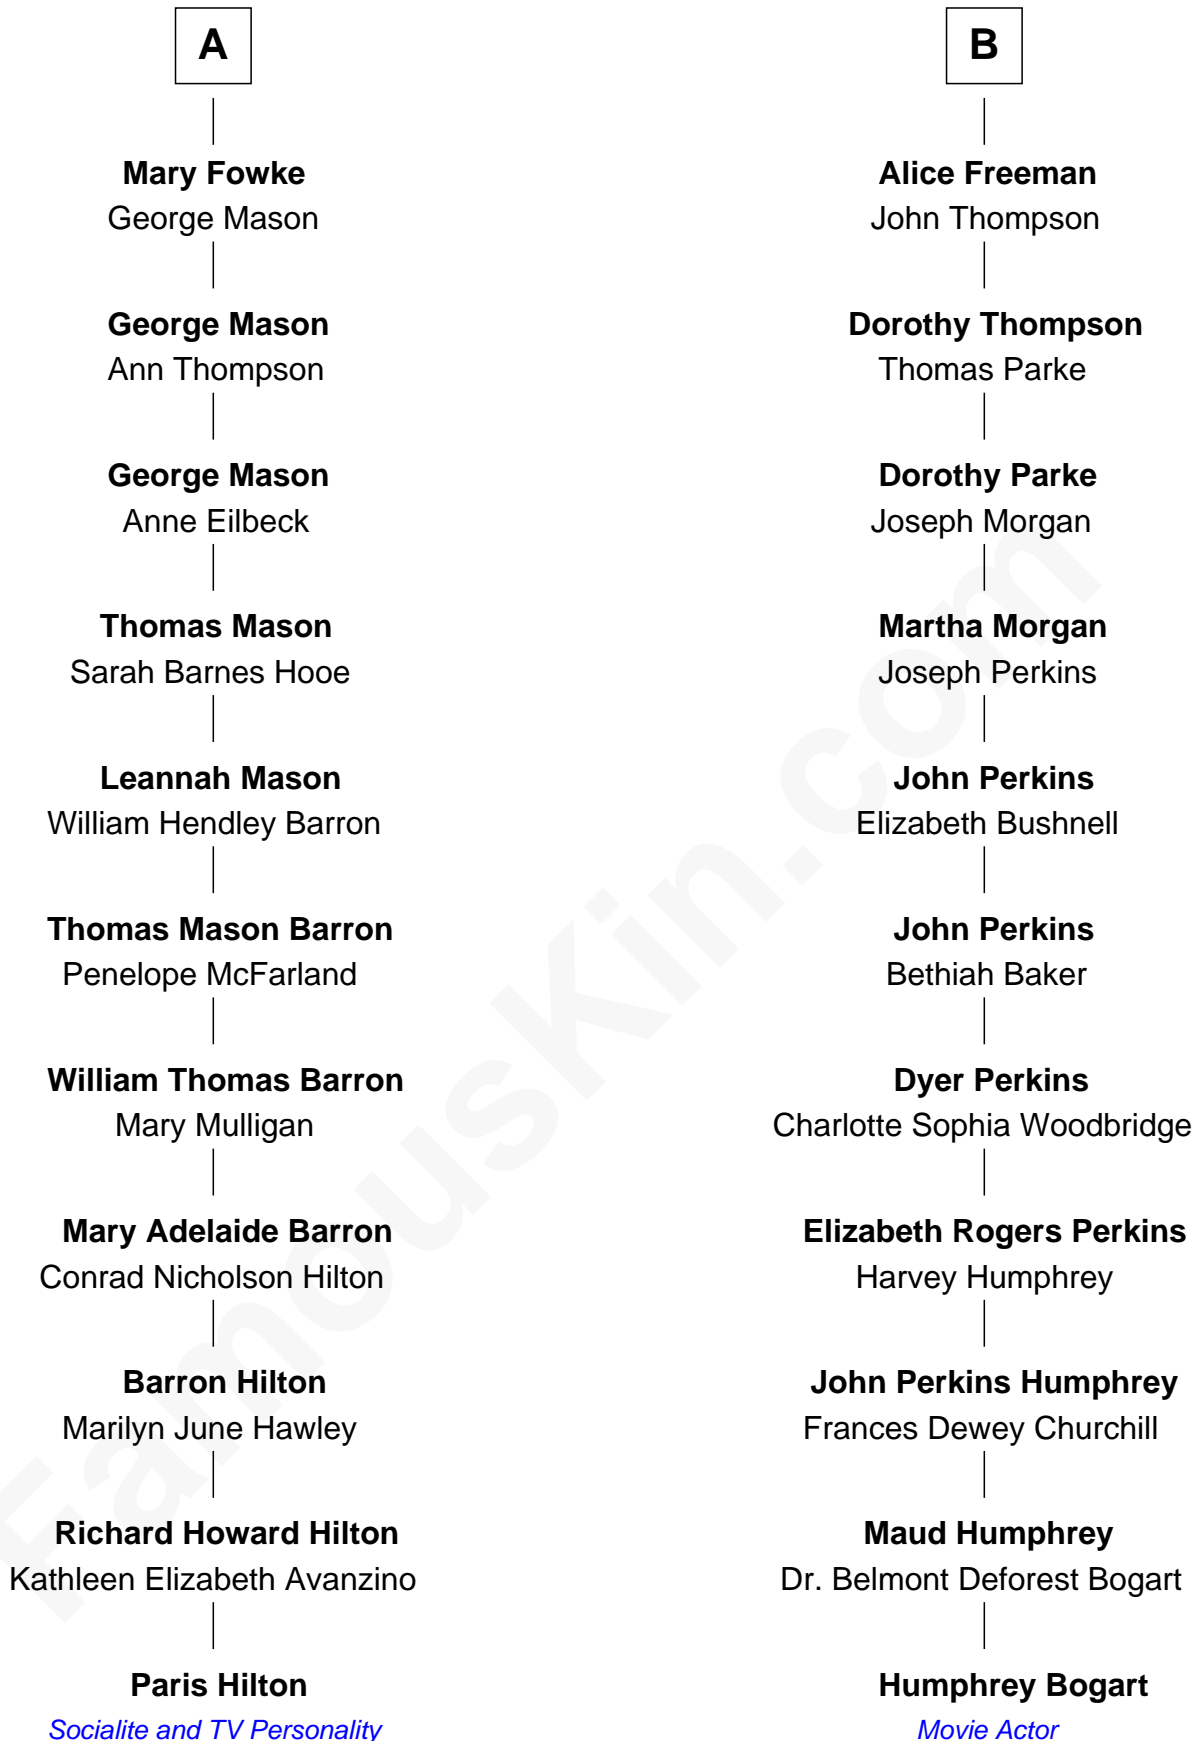 A
Mary Fowke
George Mason
George Mason
Ann Thompson
George Mason
Anne Eilbeck
Thomas Mason
Sarah Barnes Hooe
Leannah Mason
William Hendley Barron
Thomas Mason Barron
Penelope McFarland
William Thomas Barron
Mary Mulligan
Mary Adelaide Barron
Conrad Nicholson Hilton
Barron Hilton
Marilyn June Hawley
Richard Howard Hilton
Kathleen Elizabeth Avanzino
Paris Hilton
Socialite and TV Personality
B
Alice Freeman
John Thompson
Dorothy Thompson
Thomas Parke
Dorothy Parke
Joseph Morgan
Martha Morgan
Joseph Perkins
John Perkins
Elizabeth Bushnell
John Perkins
Bethiah Baker
Dyer Perkins
Charlotte Sophia Woodbridge
Elizabeth Rogers Perkins
Harvey Humphrey
John Perkins Humphrey
Frances Dewey Churchill
Maud Humphrey
Dr. Belmont Deforest Bogart
Humphrey Bogart
Movie Actor
FamousKin.com